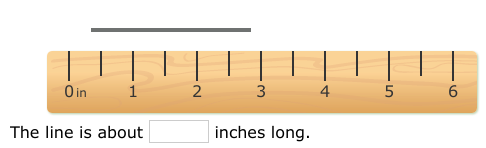 0 in 1 2 3 4 5 6
The line is about inches long.